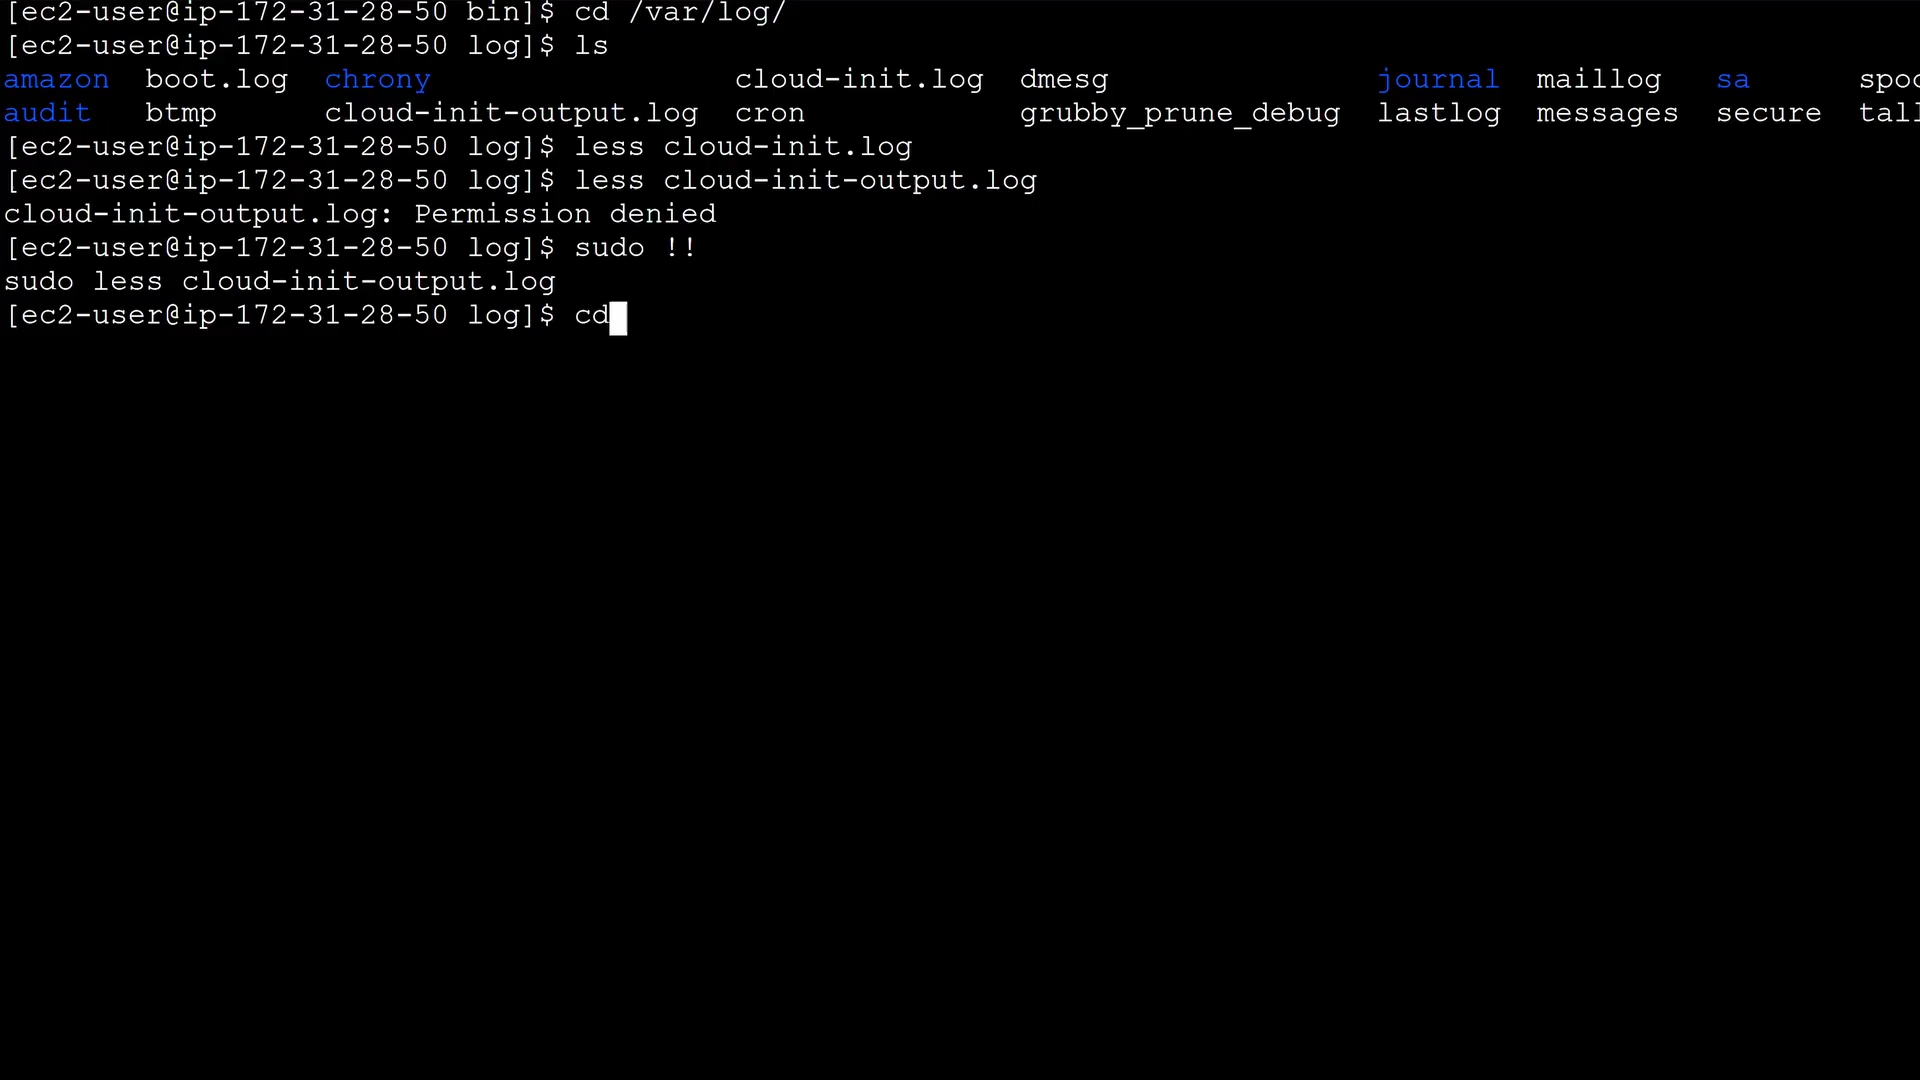 [ec2-user@ip-172-31-28-50 bin]$ cd /var/log/
[ec2-user@ip-172-31-28-50 log]$ ls
amazon  boot.log  chrony                 cloud-init.log  dmesg               journal  maillog   sa
audit   btmp      cloud-init-output.log  cron            grubby_prune_debug  lastlog  messages  secure
[ec2-user@ip-172-31-28-50 log]$ less cloud-init.log
[ec2-user@ip-172-31-28-50 log]$ less cloud-init-output.log
cloud-init-output.log: Permission denied
[ec2-user@ip-172-31-28-50 log]$ sudo !!
sudo less cloud-init-output.log
[ec2-user@ip-172-31-28-50 log]$ cd